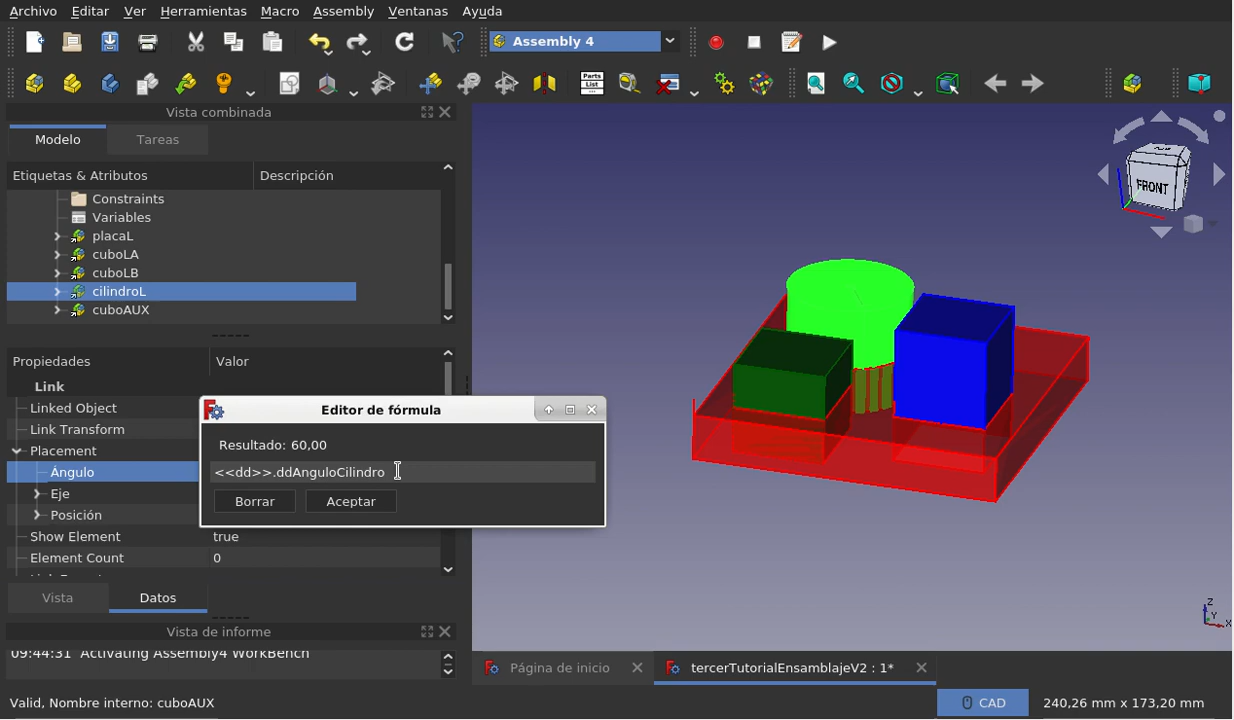 Archivo Editar Ver Herramientas Macro Assembly Ventanas Ayuda
Assembly 4
Parts List
Vista combinada
Modelo Tareas
Etiquetas & Atributos Descripción
Constraints
Variables
placaL
cuboLA
cuboLB
cilindroL
cuboAUX
Propiedades Valor
Link
Linked Object
Link Transform
Placement
Ángulo
Eje
Posición
Show Element true
Element Count 0
Editor de fórmula
Resultado: 60,00
<<dd>>.ddAnguloCilindro
Borrar Aceptar
FRONT
Z
Y
X
Vista Datos
Vista de informe
09:44:31 Activating Assembly4 WorkBench
Página de inicio tercerTutorialEnsamblajeV2 : 1*
Valid, Nombre interno: cuboAUX CAD 240,26 mm x 173,20 mm